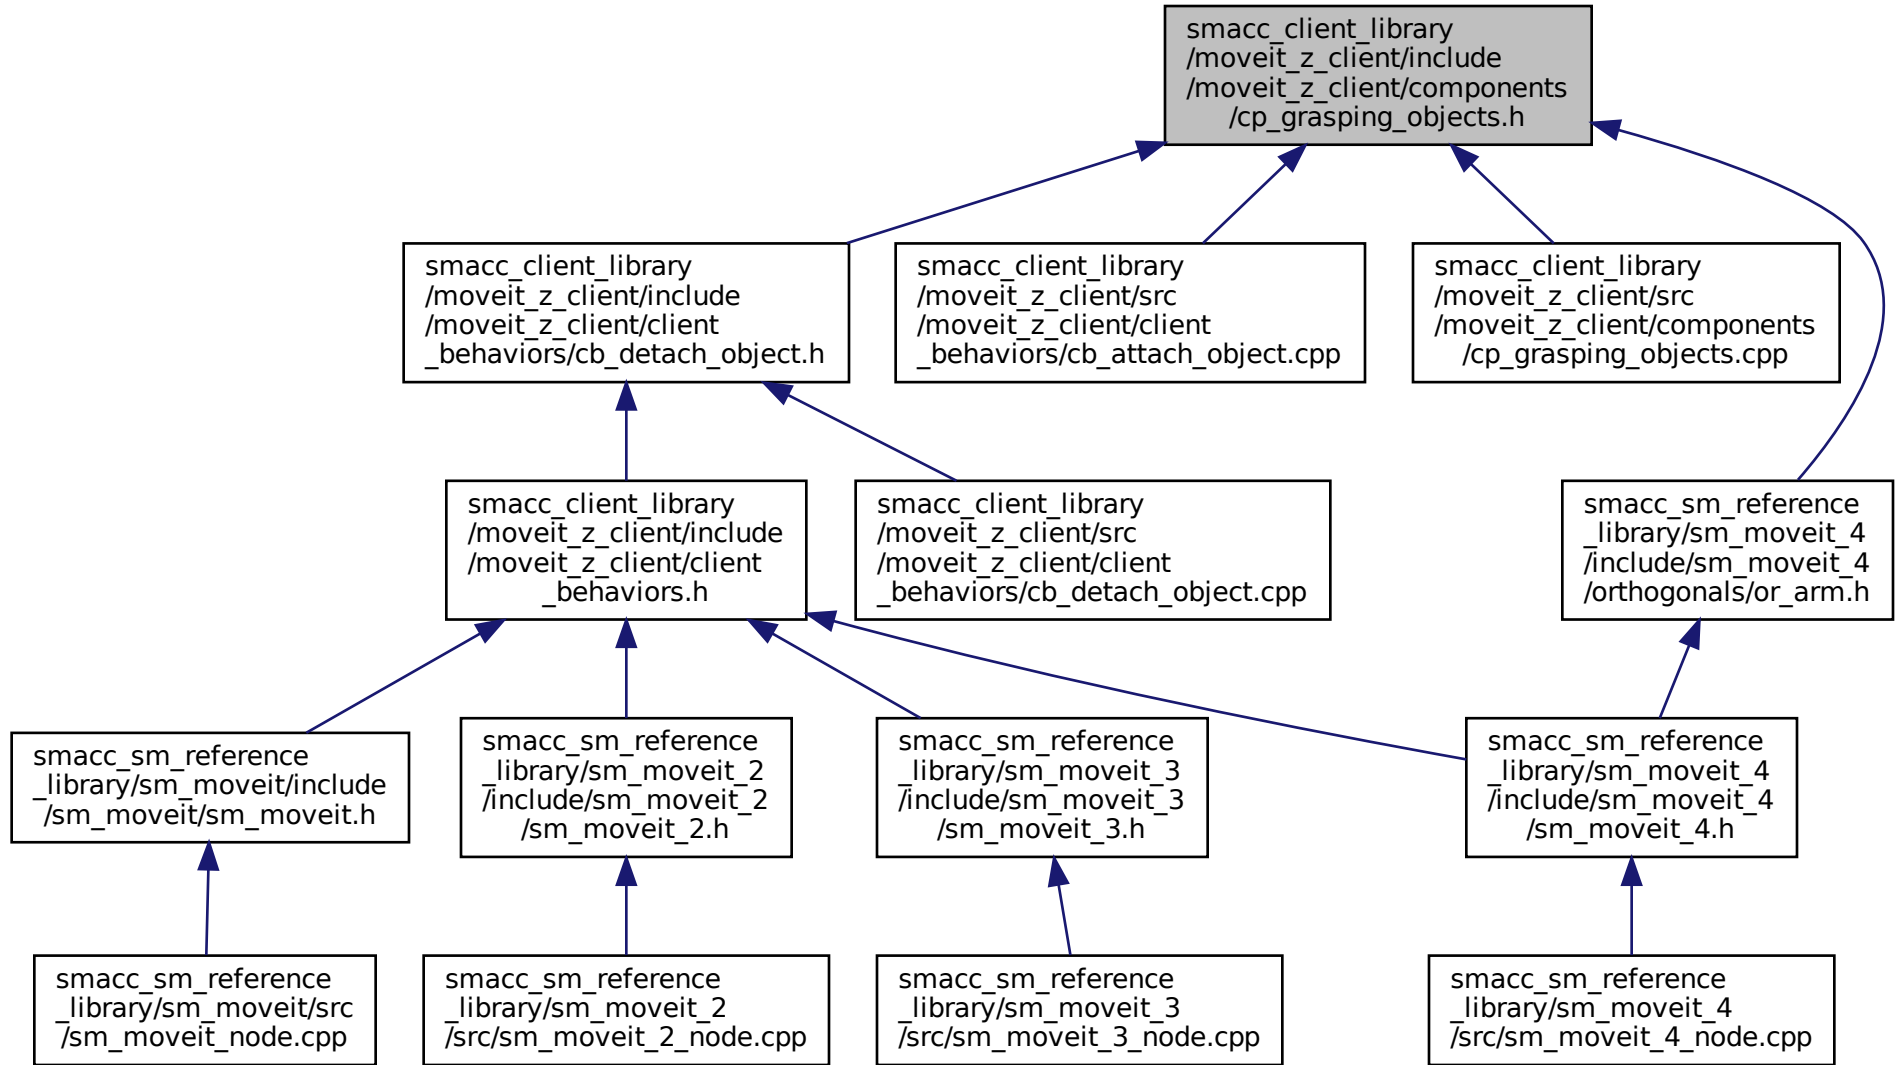 smacc_client_library
/moveit_z_client/include
/moveit_z_client/components
/cp_grasping_objects.h
smacc_client_library
/moveit_z_client/include
/moveit_z_client/client
_behaviors/cb_detach_object.h
smacc_client_library
/moveit_z_client/src
/moveit_z_client/client
_behaviors/cb_attach_object.cpp
smacc_client_library
/moveit_z_client/src
/moveit_z_client/components
/cp_grasping_objects.cpp
smacc_client_library
/moveit_z_client/include
/moveit_z_client/client
_behaviors.h
smacc_client_library
/moveit_z_client/src
/moveit_z_client/client
_behaviors/cb_detach_object.cpp
smacc_sm_reference
_library/sm_moveit_4
/include/sm_moveit_4
/orthogonals/or_arm.h
smacc_sm_reference
_library/sm_moveit/include
/sm_moveit/sm_moveit.h
smacc_sm_reference
_library/sm_moveit_2
/include/sm_moveit_2
/sm_moveit_2.h
smacc_sm_reference
_library/sm_moveit_3
/include/sm_moveit_3
/sm_moveit_3.h
smacc_sm_reference
_library/sm_moveit_4
/include/sm_moveit_4
/sm_moveit_4.h
smacc_sm_reference
_library/sm_moveit/src
/sm_moveit_node.cpp
smacc_sm_reference
_library/sm_moveit_2
/src/sm_moveit_2_node.cpp
smacc_sm_reference
_library/sm_moveit_3
/src/sm_moveit_3_node.cpp
smacc_sm_reference
_library/sm_moveit_4
/src/sm_moveit_4_node.cpp